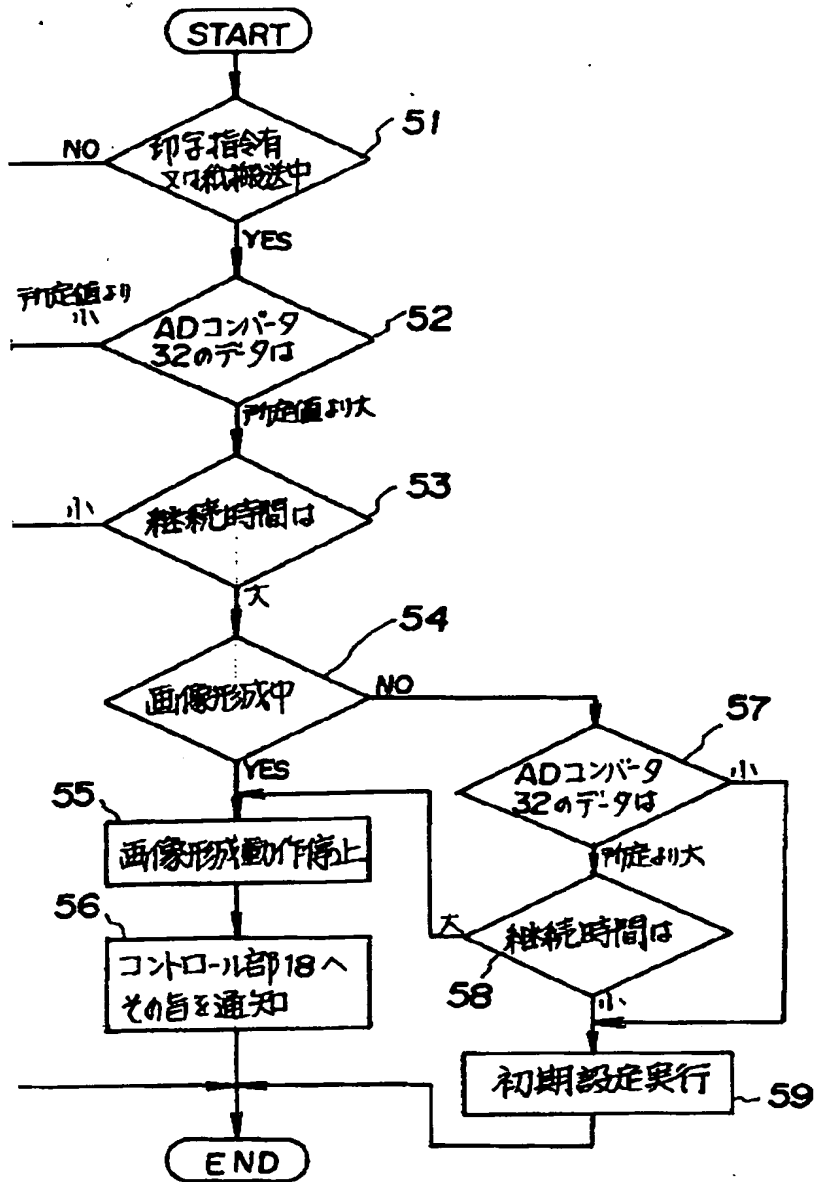 START
51
NO
印字指令有
又は紙搬送中
YES
所定値より
小
52
ADコンバータ
32のデータは
所定値より大
53
小
継続時間は
大
54
画像形成中
NO
57
YES
ADコンバータ
32のデータは
小
55
画像形成動作停止
所定より大
56
大
継続時間は
58
コントロール部18へ
その旨を通知
小
初期設定実行
59
END